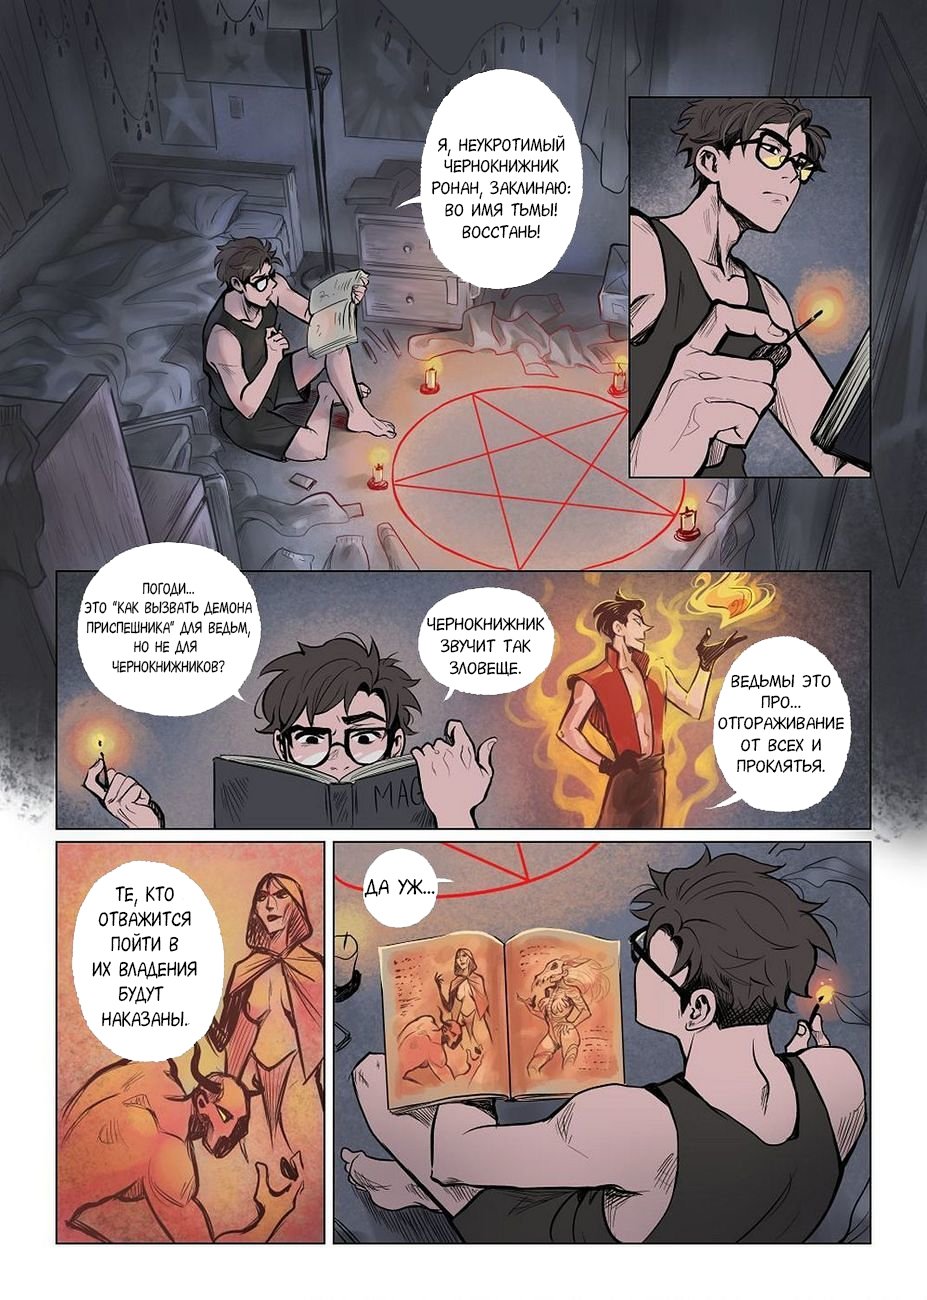 Я, НЕУКРОТИМЫЙ
ЧЕРНОКНИЖНИК
РОНАН, ЗАКЛИНАЮ:
ВО ИМЯ ТЬМЫ!
ВОССТАНЬ!
ПОГОДИ...
ЭТО "КАК ВЫЗВАТЬ ДЕМОНА
ПРИСПЕШНИКА" ДЛЯ ВЕДЬМ,
НО НЕ ДЛЯ
ЧЕРНОКНИЖНИКОВ?
ЧЕРНОКНИЖНИК
ЗВУЧИТ ТАК
ЗЛОВЕЩЕ.
ВЕДЬМЫ ЭТО
ПРО...
ОТГОРАЖИВАНИЕ
ОТ ВСЕХ И
ПРОКЛЯТЬЯ.
MAG
ТЕ, КТО
ОТВАЖИТСЯ
ПОЙТИ В
ИХ ВЛАДЕНИЯ
БУДУТ
НАКАЗАНЫ.
ДА УЖ...